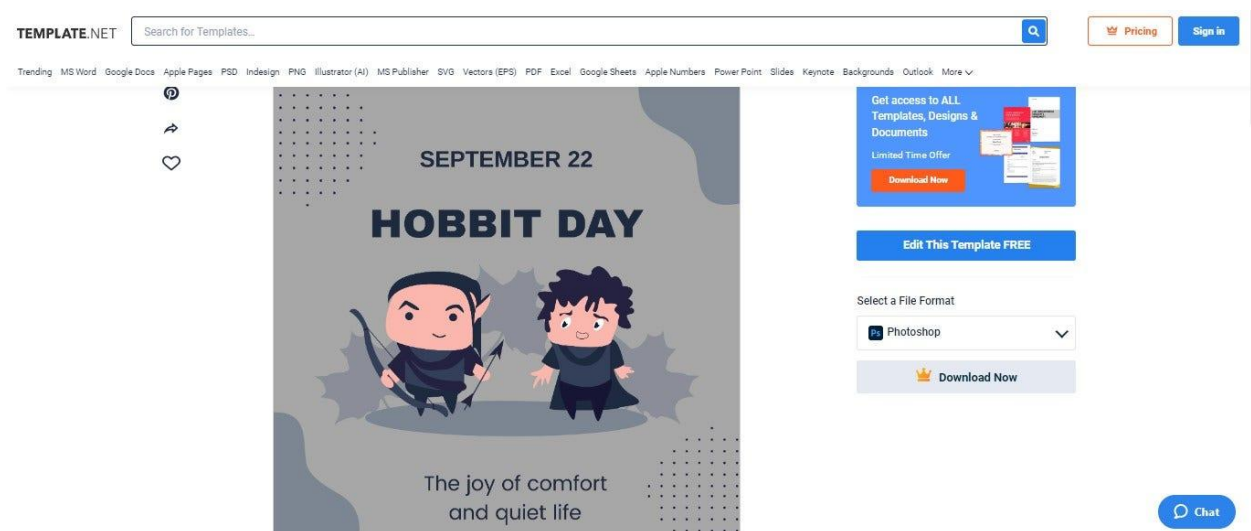 TEMPLATE.NET
Search for Templates...
Pricing
Sign in
Trending MS Word Google Docs Apple Pages PSD Indesign PNG Illustrator (AI) MS Publisher SVG Vectors (EPS) PDF Excel Google Sheets Apple Numbers Power Point Slides Keynote Backgrounds Outlook More
SEPTEMBER 22
HOBBIT DAY
The joy of comfort
and quiet life
Get access to ALL
Templates, Designs &
Documents
Limited Time Offer
Download Now
Edit This Template FREE
Select a File Format
Ps Photoshop
Download Now
Chat